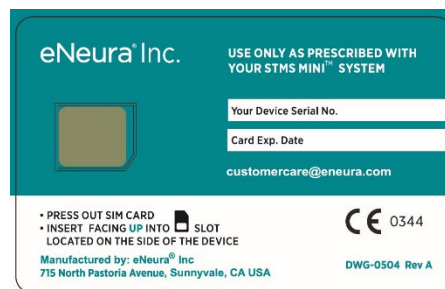 eNeura® Inc.
USE ONLY AS PRESCRIBED WITH
YOUR STMS MINI™ SYSTEM
Your Device Serial No.
Card Exp. Date
customercare@eneura.com
• PRESS OUT SIM CARD
• INSERT FACING UP INTO SLOT
LOCATED ON THE SIDE OF THE DEVICE
CE 0344
Manufactured by: eNeura® Inc
715 North Pastoria Avenue, Sunnyvale, CA USA
DWG-0504 Rev A